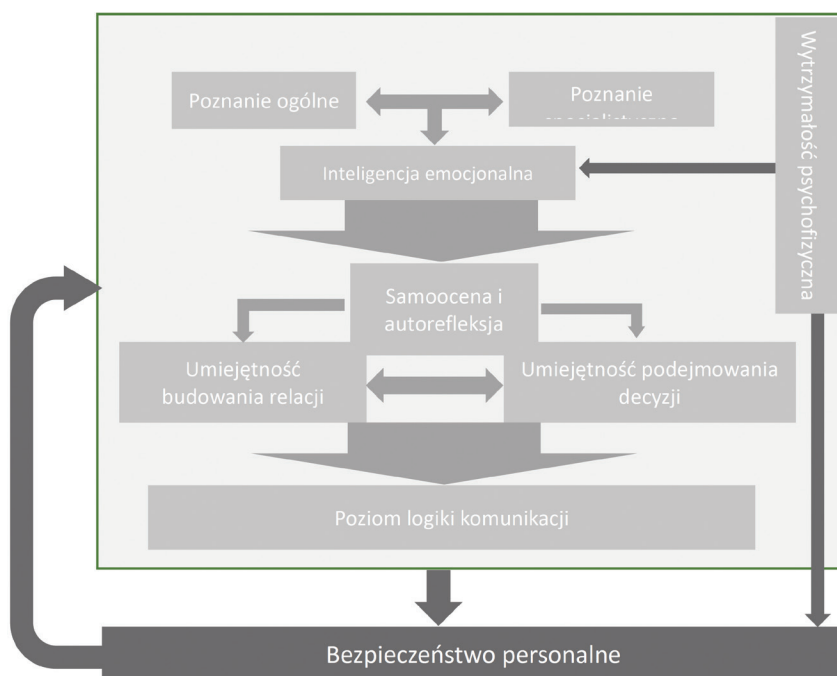 Poznanie ogólne
Poznanie
Wytrzymałość psychofizyczna
Inteligencja emocjonalna
Samoocena i
autorefleksja
Umiejętność
budowania relacji
Umiejętność podejmowania
decyzji
Poziom logiki komunikacji
Bezpieczeństwo personalne